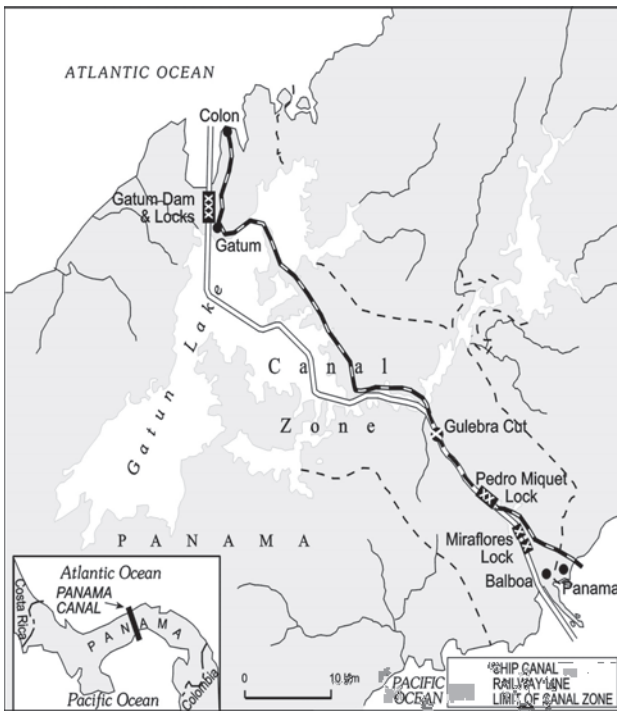 ATLANTIC OCEAN
Colon
Gatum Dam
& Locks
Gatum
Gatun Lake
Canal
Zone
Gulebra Cut
Pedro Miquet
Lock
Miraflores
Lock
Balboa
Panama
PANAMA
Atlantic Ocean
PANAMA
CANAL
Costa Rica
PANAMA
Colombia
Pacific Ocean
0 10
PACIFIC
OCEAN
SHIP CANAL
RAILWAY LINE
LIMIT OF CANAL ZONE